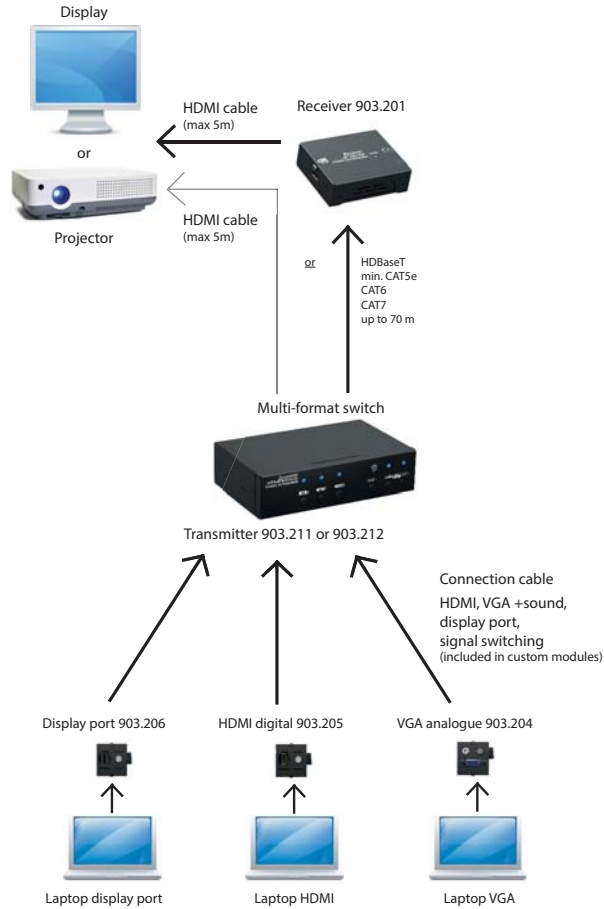 Display
HDMI cable
(max 5m)
Receiver 903.201
or
HDMI cable
(max 5m)
Projector
or
HDBaseT
min. CAT5e
CAT6
CAT7
up to 70 m
Multi-format switch
Transmitter 903.211 or 903.212
Connection cable
HDMI, VGA +sound,
display port,
signal switching
(included in custom modules)
Display port 903.206
HDMI digital 903.205
VGA analogue 903.204
Laptop display port
Laptop HDMI
Laptop VGA